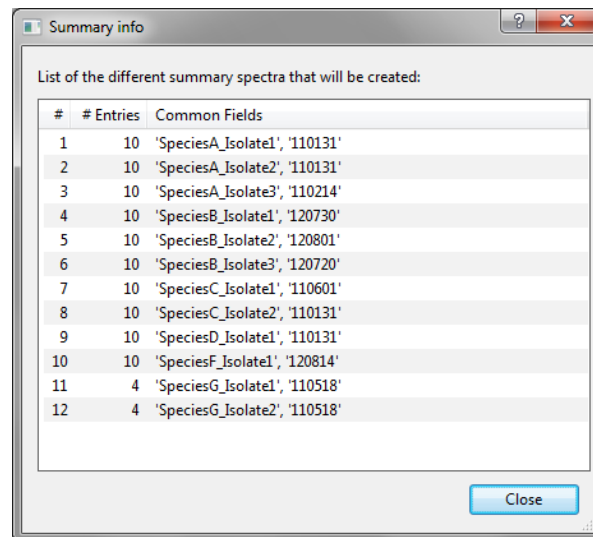 Summary info
List of the different summary spectra that will be created:
# # Entries Common Fields
1 10 'SpeciesA_Isolate1', '110131'
2 10 'SpeciesA_Isolate2', '110131'
3 10 'SpeciesA_Isolate3', '110214'
4 10 'SpeciesB_Isolate1', '120730'
5 10 'SpeciesB_Isolate2', '120801'
6 10 'SpeciesB_Isolate3', '120720'
7 10 'SpeciesC_Isolate1', '110601'
8 10 'SpeciesC_Isolate2', '110131'
9 10 'SpeciesD_Isolate1', '110131'
10 10 'SpeciesF_Isolate1', '120814'
11 4 'SpeciesG_Isolate1', '110518'
12 4 'SpeciesG_Isolate2', '110518'
Close